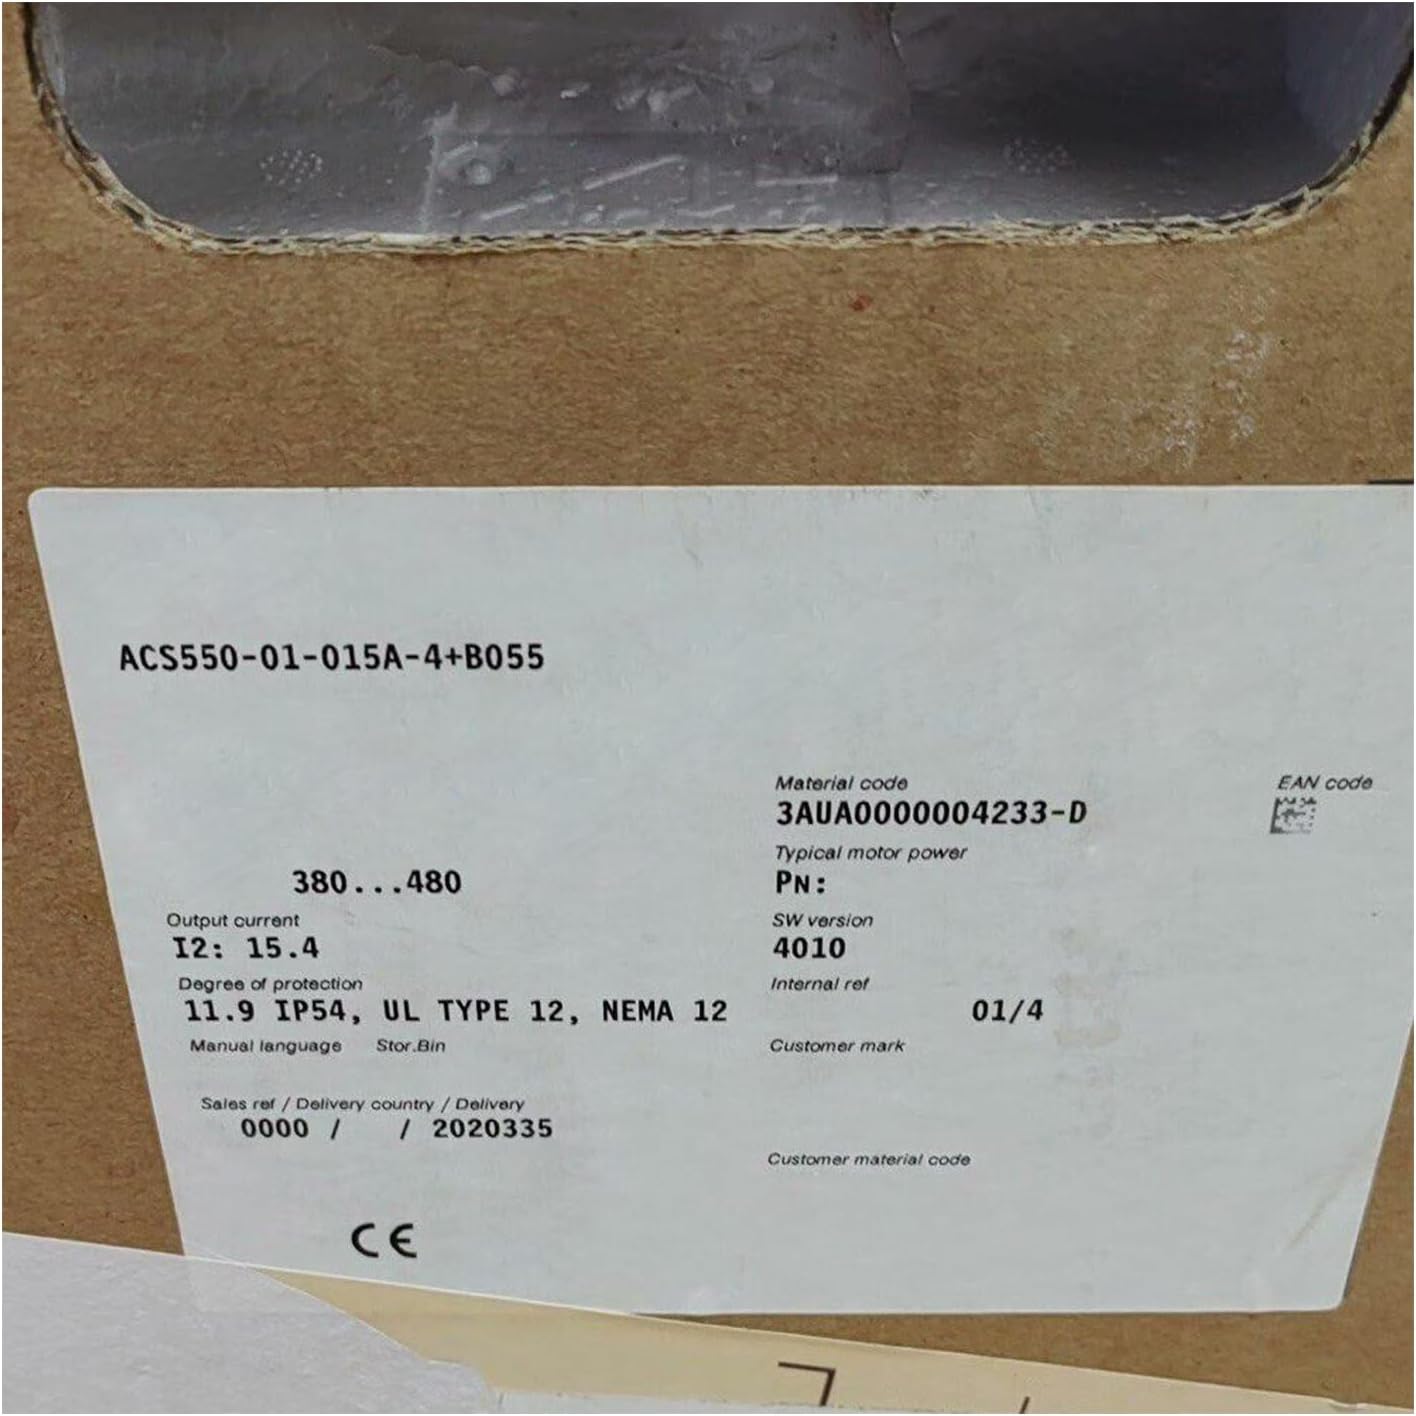 ACS550-01-015A-4+B055
Material code
EAN code
3AUA0000004233-D
Typical motor power
380...480
PN:
Output current
SW version
I2: 15.4
4010
Degree of protection
Internal ref
11.9 IP54, UL TYPE 12, NEMA 12
01/4
Manual language
Stor.Bin
Customer mark
Sales ref / Delivery country / Delivery
0000 / / 2020335
Customer material code
CE